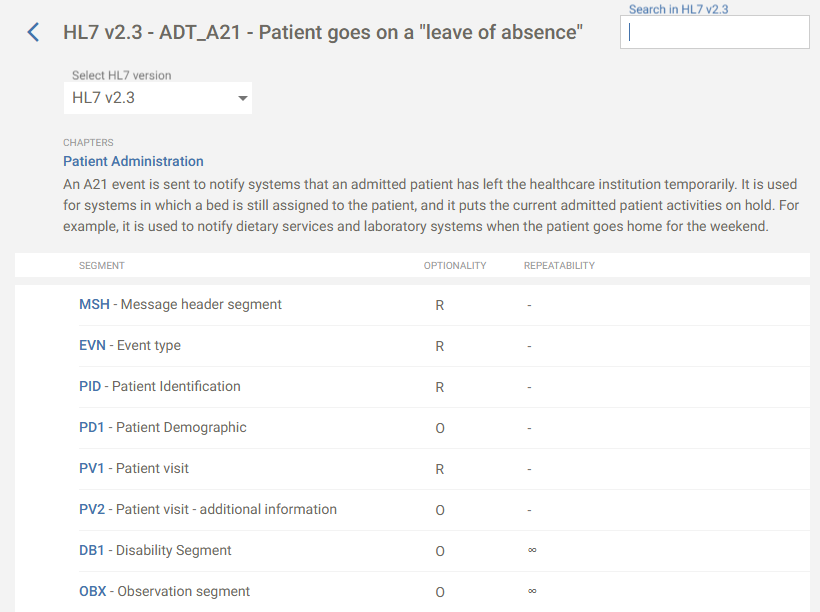 Search in HL7 v2.3
HL7 v2.3 - ADT_A21 - Patient goes on a "leave of absence"
Select HL7 version
HL7 v2.3
CHAPTERS
Patient Administration
An A21 event is sent to notify systems that an admitted patient has left the healthcare institution temporarily. It is used
for systems in which a bed is still assigned to the patient, and it puts the current admitted patient activities on hold. For
example, it is used to notify dietary services and laboratory systems when the patient goes home for the weekend.
SEGMENT OPTIONALITY REPEATABILITY
MSH - Message header segment R -
EVN - Event type R -
PID - Patient Identification R -
PD1 - Patient Demographic O -
PV1 - Patient visit R -
PV2 - Patient visit - additional information O -
DB1 - Disability Segment O ∞
OBX - Observation segment O ∞